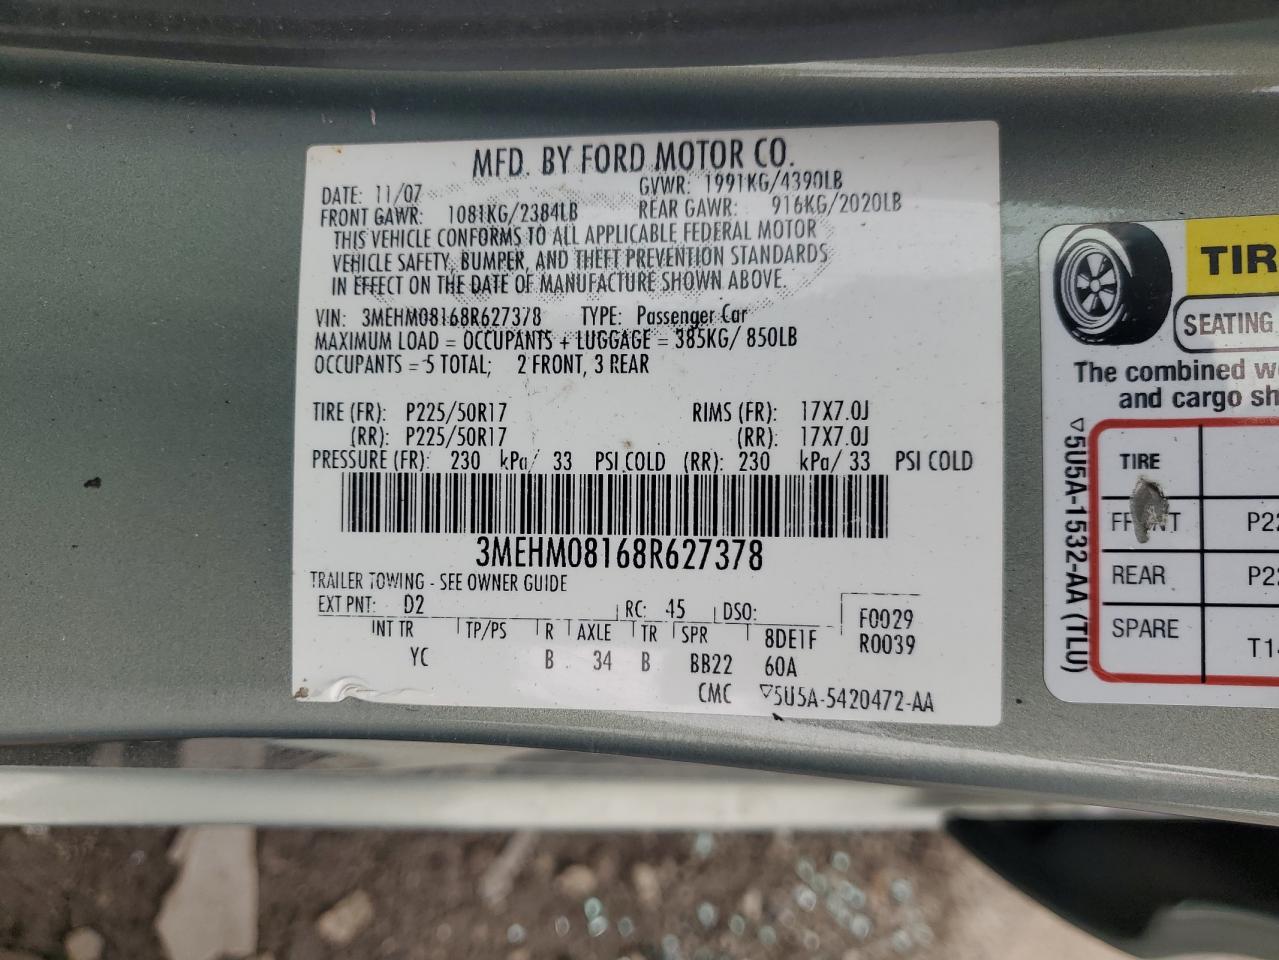 MFD. BY FORD MOTOR CO.
DATE: 11/07 GVWR: 1991KG/4390LB
FRONT GAWR: 1081KG/2384LB REAR GAWR: 916KG/2020LB
THIS VEHICLE CONFORMS TO ALL APPLICABLE FEDERAL MOTOR
VEHICLE SAFETY, BUMPER, AND THEFT PREVENTION STANDARDS
IN EFFECT ON THE DATE OF MANUFACTURE SHOWN ABOVE.
VIN: 3MEHM08168R627378 TYPE: Passenger Car
MAXIMUM LOAD = OCCUPANTS + LUGGAGE = 385KG/ 850LB
OCCUPANTS = 5 TOTAL; 2 FRONT, 3 REAR
TIRE (FR): P225/50R17 RIMS (FR): 17X7.0J
(RR): P225/50R17 (RR): 17X7.0J
PRESSURE (FR): 230 kPa/ 33 PSI COLD (RR): 230 kPa/ 33 PSI COLD
3MEHM08168R627378
TRAILER TOWING - SEE OWNER GUIDE
EXT PNT: D2 RC: 45 DSO: F0029
INT TR TP/PS R AXLE TR SPR 8DE1F R0039
YC B 34 B BB22 60A
CMC ▽5U5A-5420472-AA
TIR
SEATING
The combined w
and cargo sh
▽5U5A-1532-AA (TLU)
TIRE
FRONT P22
REAR P22
SPARE T14